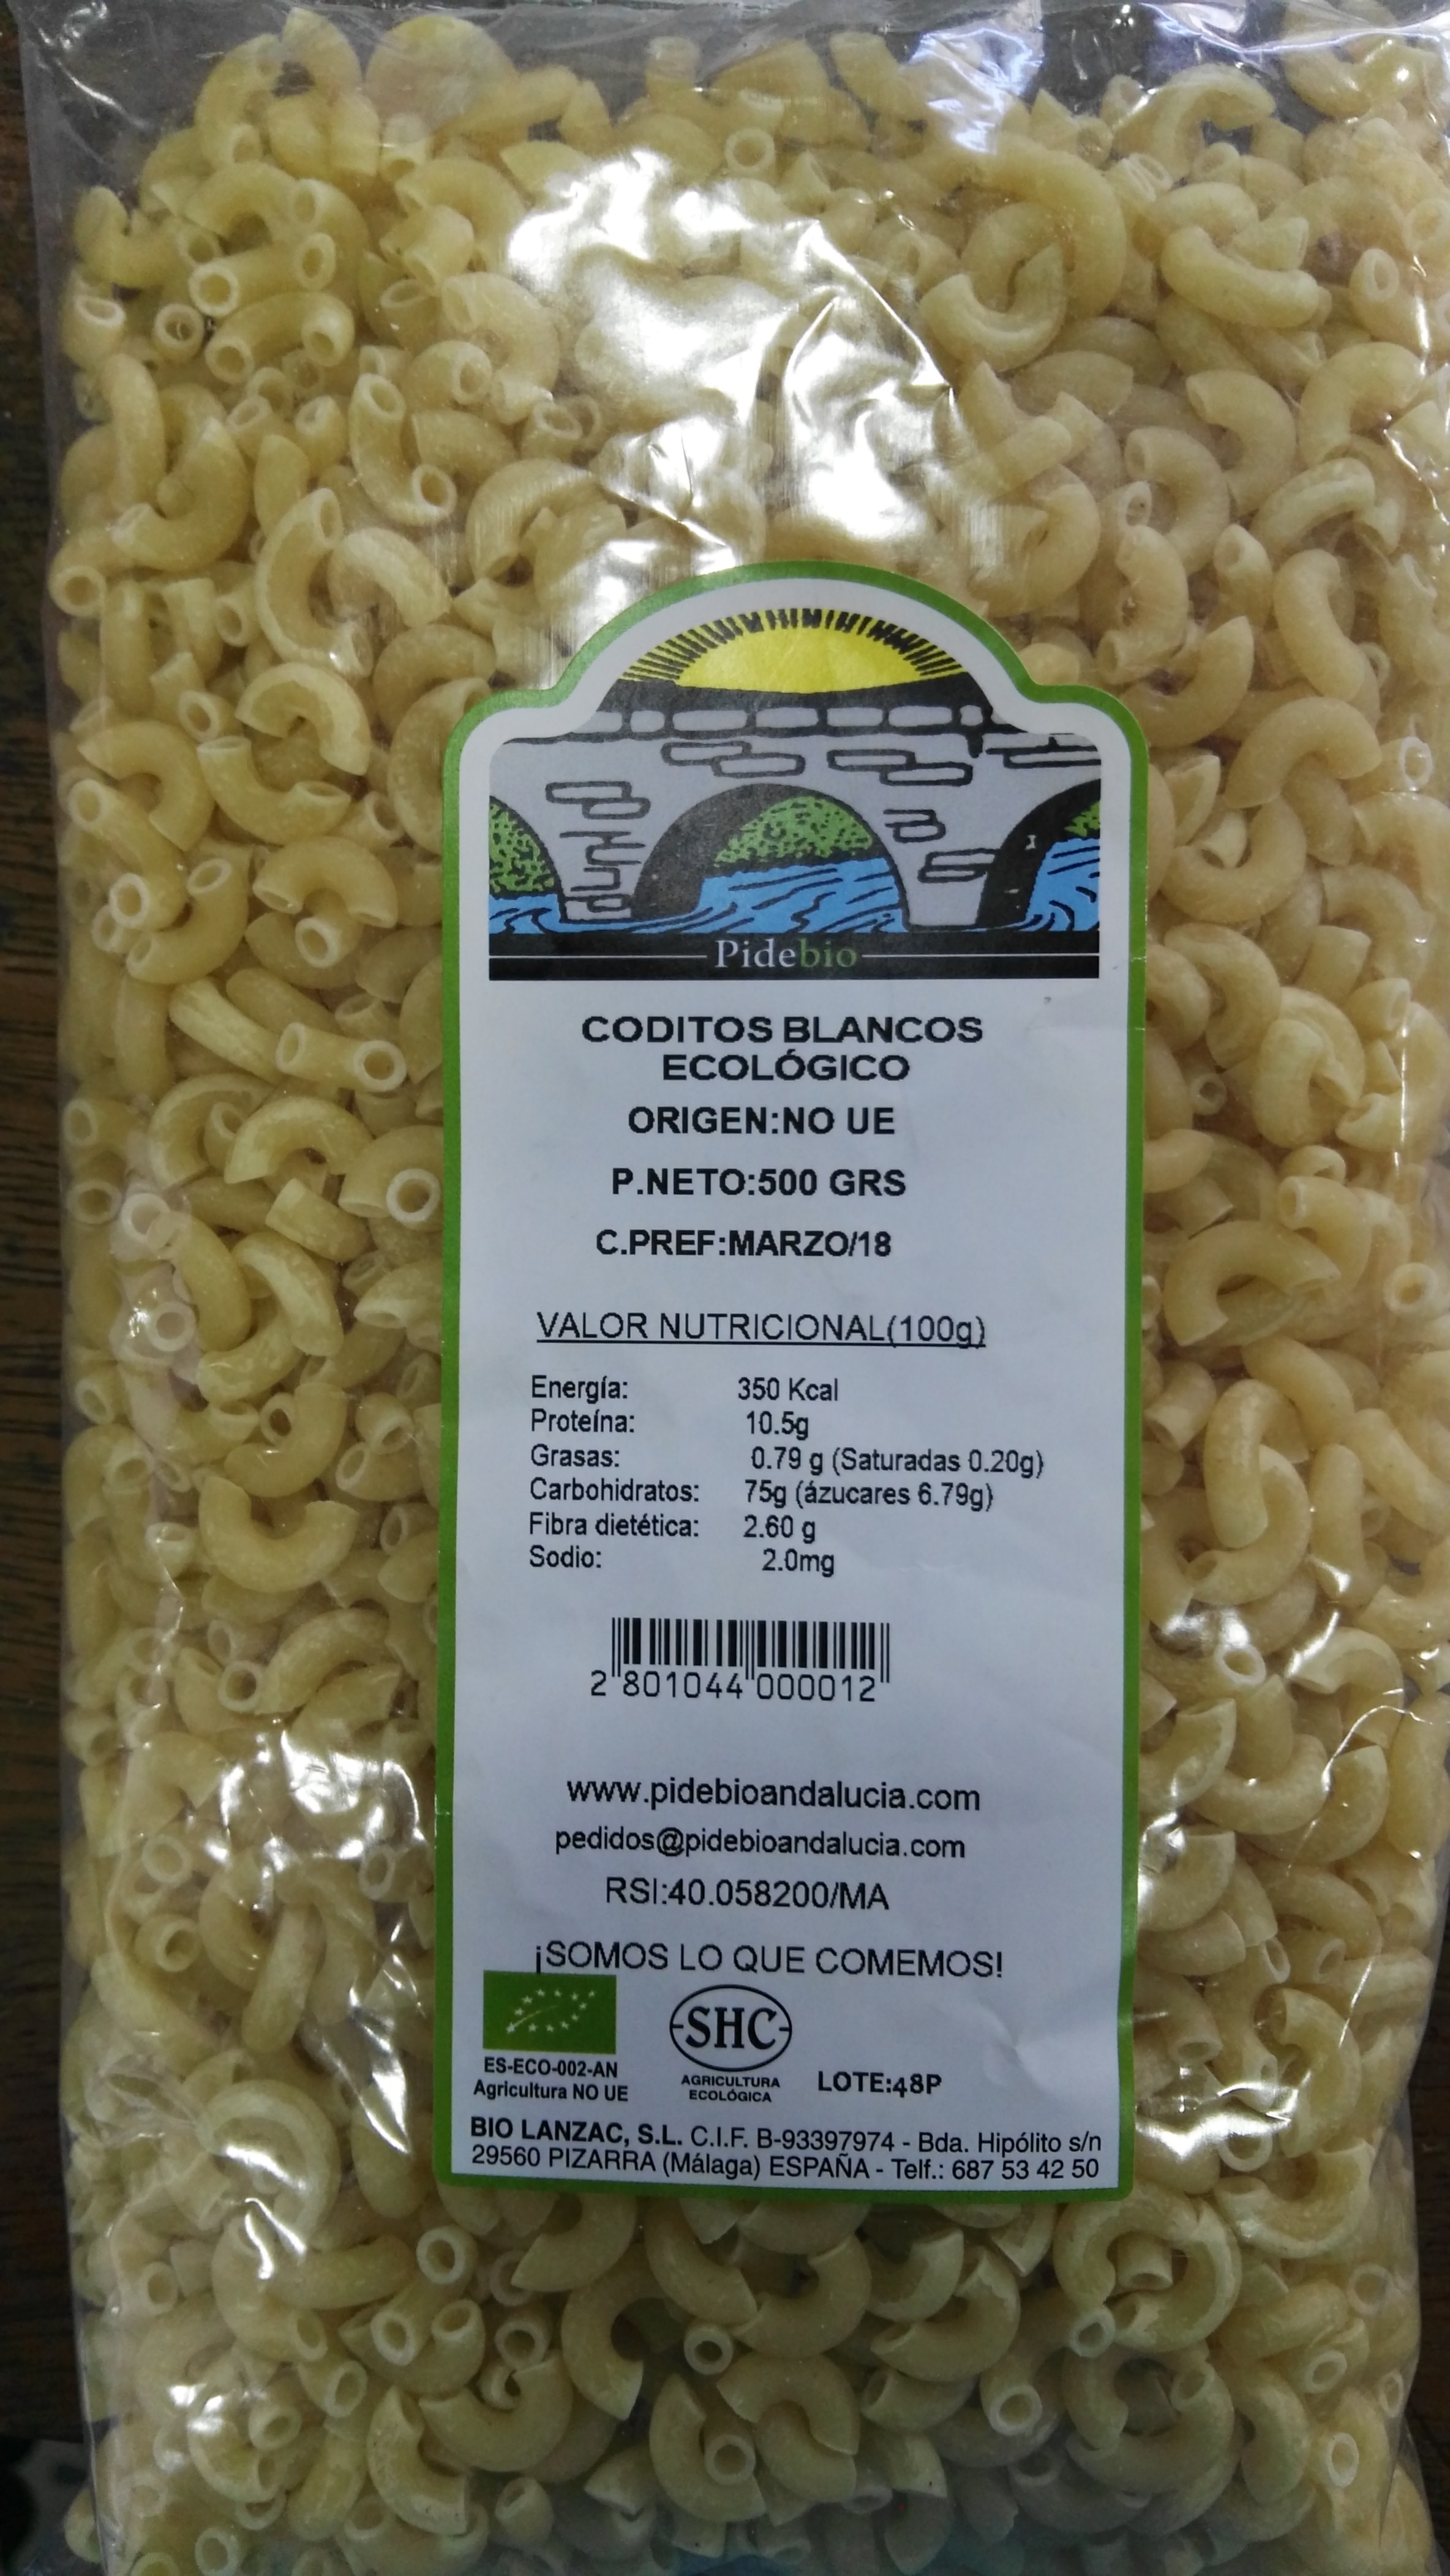 Pidebio
CODITOS BLANCOS
ECOLÓGICO
ORIGEN:NO UE
P.NETO:500 GRS
C.PREF:MARZO/18
VALOR NUTRICIONAL(100g)
Energía: 350 Kcal
Proteína: 10.5g
Grasas: 0.79 g (Saturadas 0.20g)
Carbohidratos: 75g (ázucares 6.79g)
Fibra dietética: 2.60 g
Sodio: 2.0mg
2 801044 000012
www.pidebioandalucia.com
pedidos@pidebioandalucia.com
RSI:40.058200/MA
¡SOMOS LO QUE COMEMOS!
SHC
ES-ECO-002-AN
Agricultura NO UE
AGRICULTURA
ECOLÓGICA
LOTE:48P
BIO LANZAC, S.L. C.I.F. B-93397974 - Bda. Hipólito s/n
29560 PIZARRA (Málaga) ESPAÑA - Telf.: 687 53 42 50